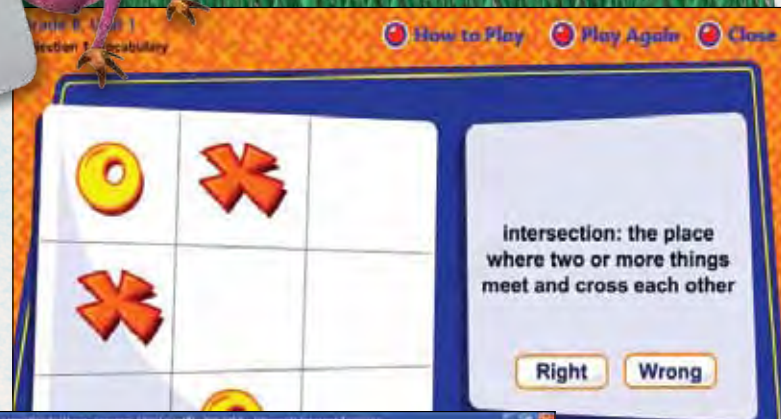 How to Play Play Again Close
intersection: the place
where two or more things
meet and cross each other
Right Wrong